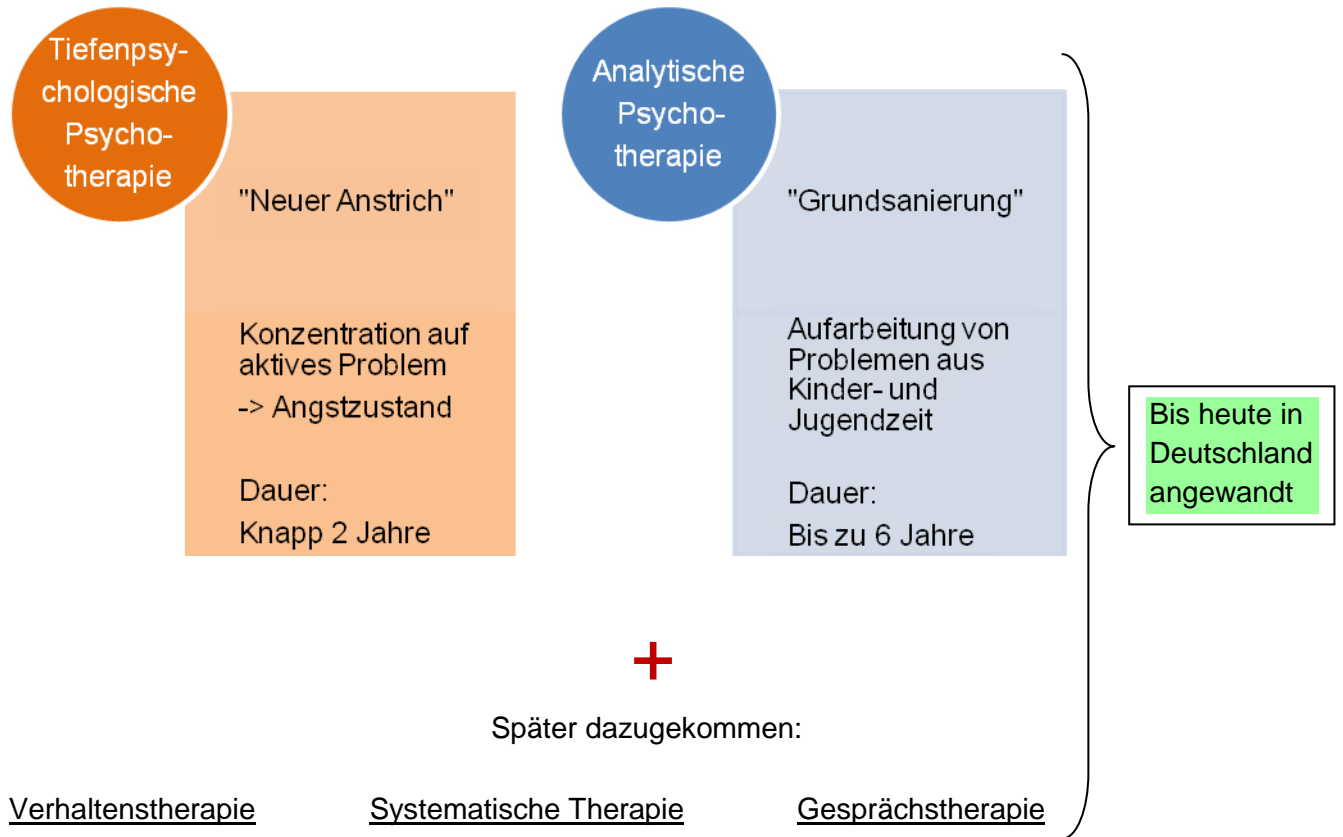 Tiefenpsy-
chologische
Psycho-
therapie
"Neuer Anstrich"
Konzentration auf
aktives Problem
-> Angstzustand
Dauer:
Knapp 2 Jahre
Analytische
Psycho-
therapie
"Grundsanierung"
Aufarbeitung von
Problemen aus
Kinder- und
Jugendzeit
Dauer:
Bis zu 6 Jahre
Bis heute in
Deutschland
angewandt
+
Später dazugekommen:
Verhaltenstherapie Systematische Therapie Gesprächstherapie